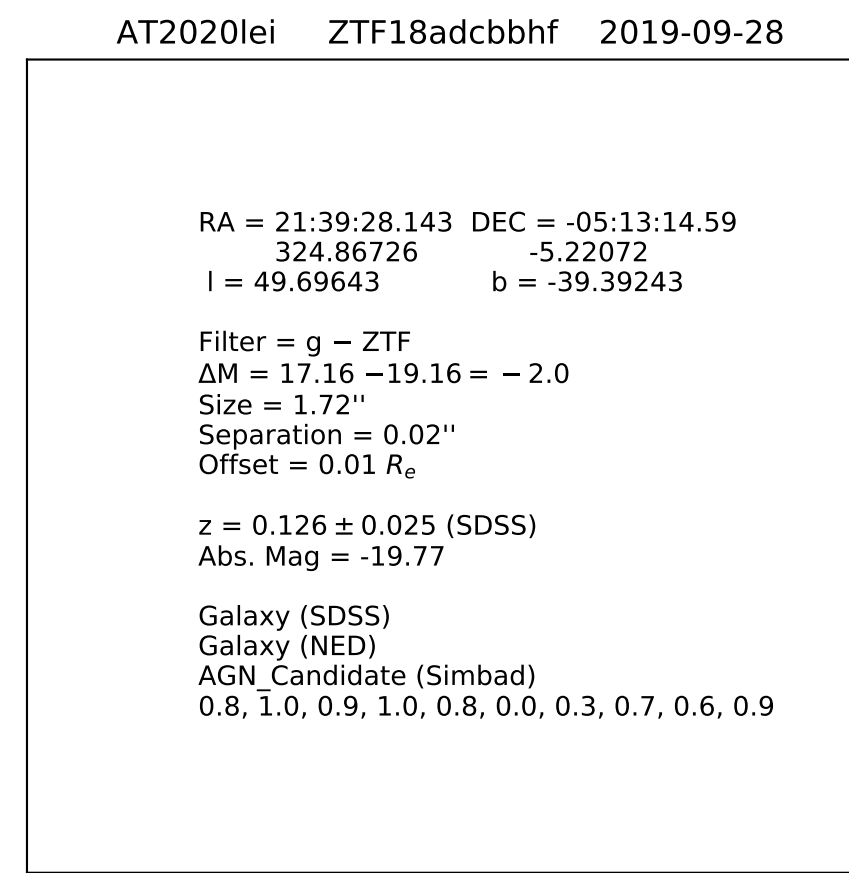 AT2020lei ZTF18adcbbhf 2019-09-28
RA = 21:39:28.143 DEC = -05:13:14.59
324.86726 -5.22072
l = 49.69643 b = -39.39243
Filter = g − ZTF
ΔM = 17.16 −19.16 = − 2.0
Size = 1.72''
Separation = 0.02''
Offset = 0.01 Rₑ
z = 0.126 ± 0.025 (SDSS)
Abs. Mag = -19.77
Galaxy (SDSS)
Galaxy (NED)
AGN_Candidate (Simbad)
0.8, 1.0, 0.9, 1.0, 0.8, 0.0, 0.3, 0.7, 0.6, 0.9